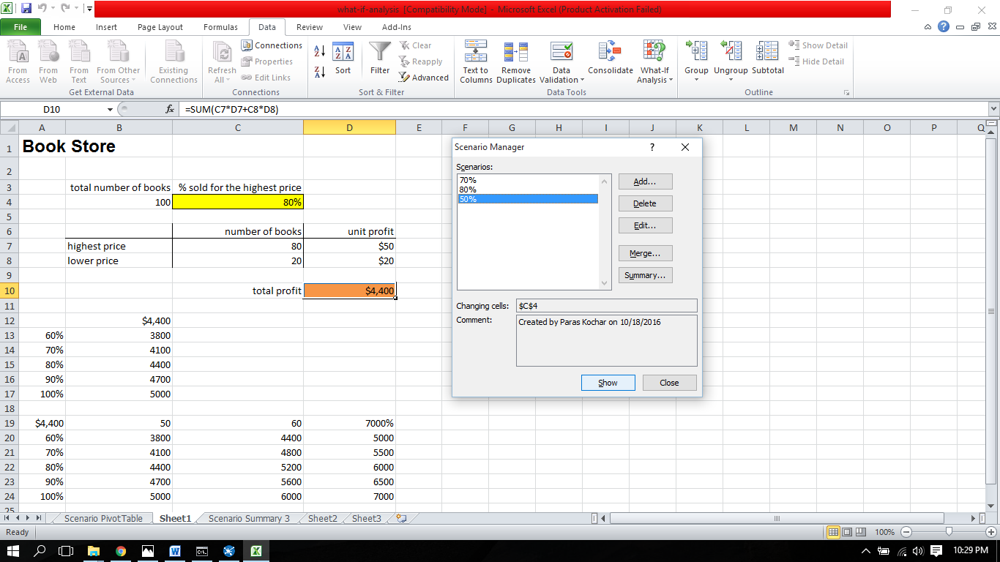 what-if-analysis [Compatibility Mode] - Microsoft Excel (Product Activation Failed)
File Home Insert Page Layout Formulas Data Review View Add-Ins
From Access
From Web
From Text
From Other Sources
Existing Connections
Get External Data
Refresh All
Connections
Properties
Edit Links
Connections
Sort
Filter
Clear
Reapply
Advanced
Sort & Filter
Text to Columns
Remove Duplicates
Data Validation
Consolidate
What-If Analysis
Data Tools
Group
Ungroup
Subtotal
Show Detail
Hide Detail
Outline
D10 fx =SUM(C7*D7+C8*D8)
A B C D E F G H I J K L M N O P Q
1 Book Store
2
3 total number of books % sold for the highest price
4 100 80%
5
6 number of books unit profit
7 highest price 80 $50
8 lower price 20 $20
9
10 total profit $4,400
11
12 $4,400
13 60% 3800
14 70% 4100
15 80% 4400
16 90% 4700
17 100% 5000
18
19 $4,400 50 60 7000%
20 60% 3800 4400 5000
21 70% 4100 4800 5500
22 80% 4400 5200 6000
23 90% 4700 5600 6500
24 100% 5000 6000 7000
25
Scenario Manager ?
Scenarios:
70%
80%
50%
Add...
Delete
Edit...
Merge...
Summary...
Changing cells: $C$4
Comment: Created by Paras Kochar on 10/18/2016
Show Close
Scenario PivotTable Sheet1 Scenario Summary 3 Sheet2 Sheet3
Ready 100%
10:29 PM